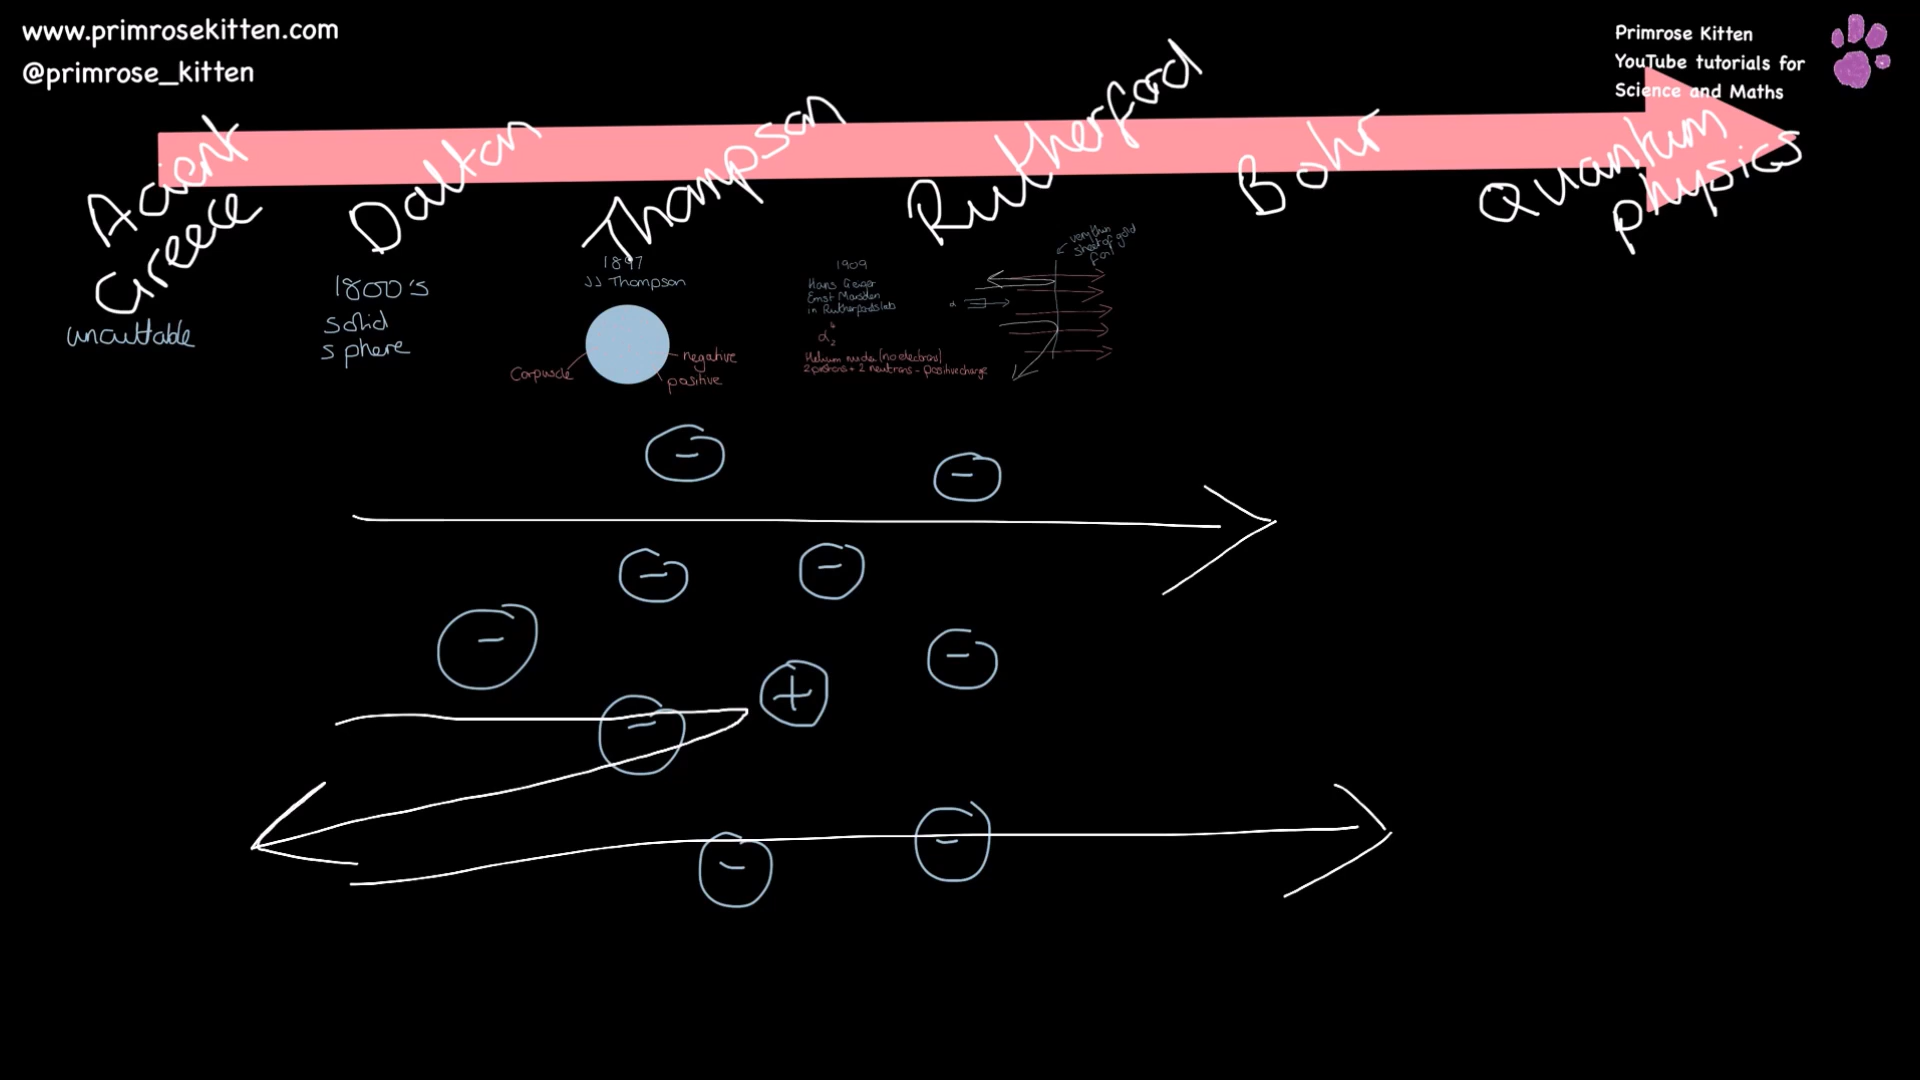 www.primrosekitten.com
@primrose_kitten
Primrose Kitten
YouTube tutorials for
Science and Maths
Acient
Greece
uncuttable
Dalton
1800's
solid
sphere
Thompson
1897
JJ Thompson
Corpuscle
negative
positive
Rutherford
1909
Hans Geiger
Ernst Marsden
in Rutherfords lab
4
α
2
Helium nuclei (no electrons)
2 protons + 2 neutrons - positive charge
very thin
sheet of gold
foil
α
Bohr
Quantum
physics
-
-
-
-
-
-
+
-
-
-